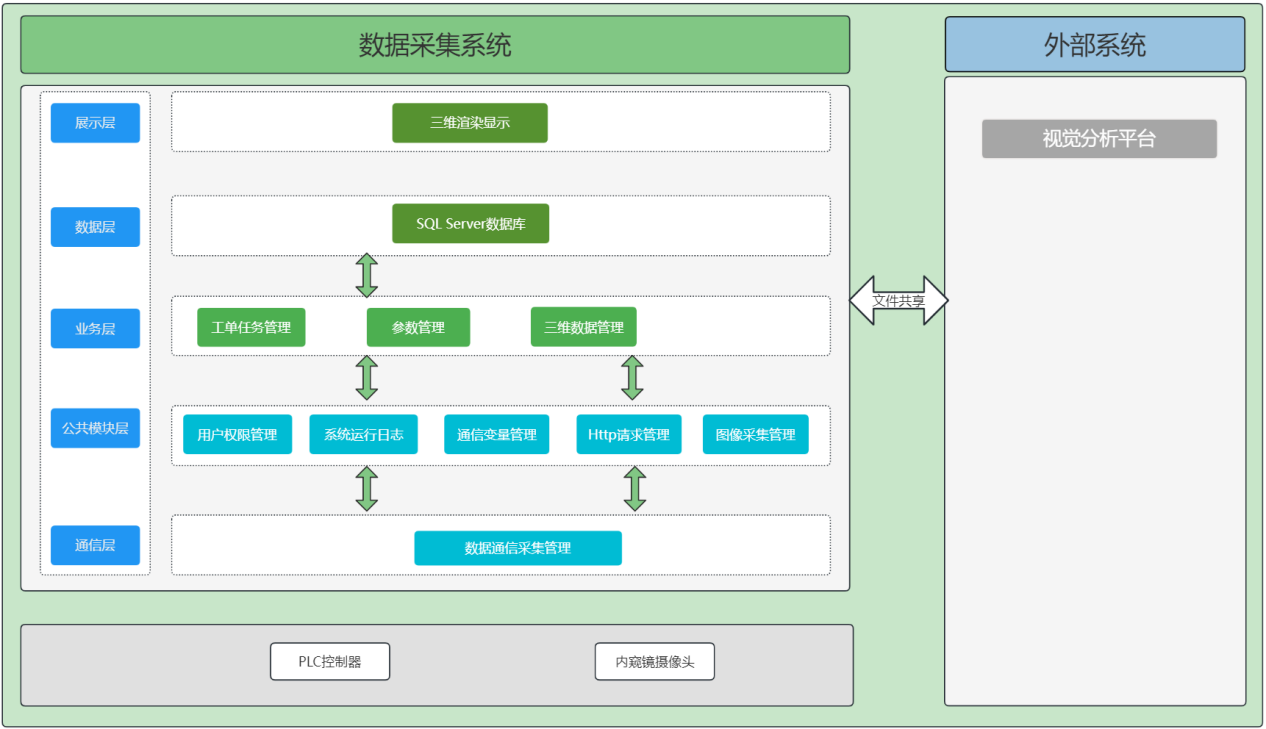 数据采集系统
外部系统
展示层
三维渲染显示
视觉分析平台
数据层
SQL Server数据库
文件共享
业务层
工单任务管理
参数管理
三维数据管理
公共模块层
用户权限管理
系统运行日志
通信变量管理
Http请求管理
图像采集管理
通信层
数据通信采集管理
PLC控制器
内窥镜摄像头